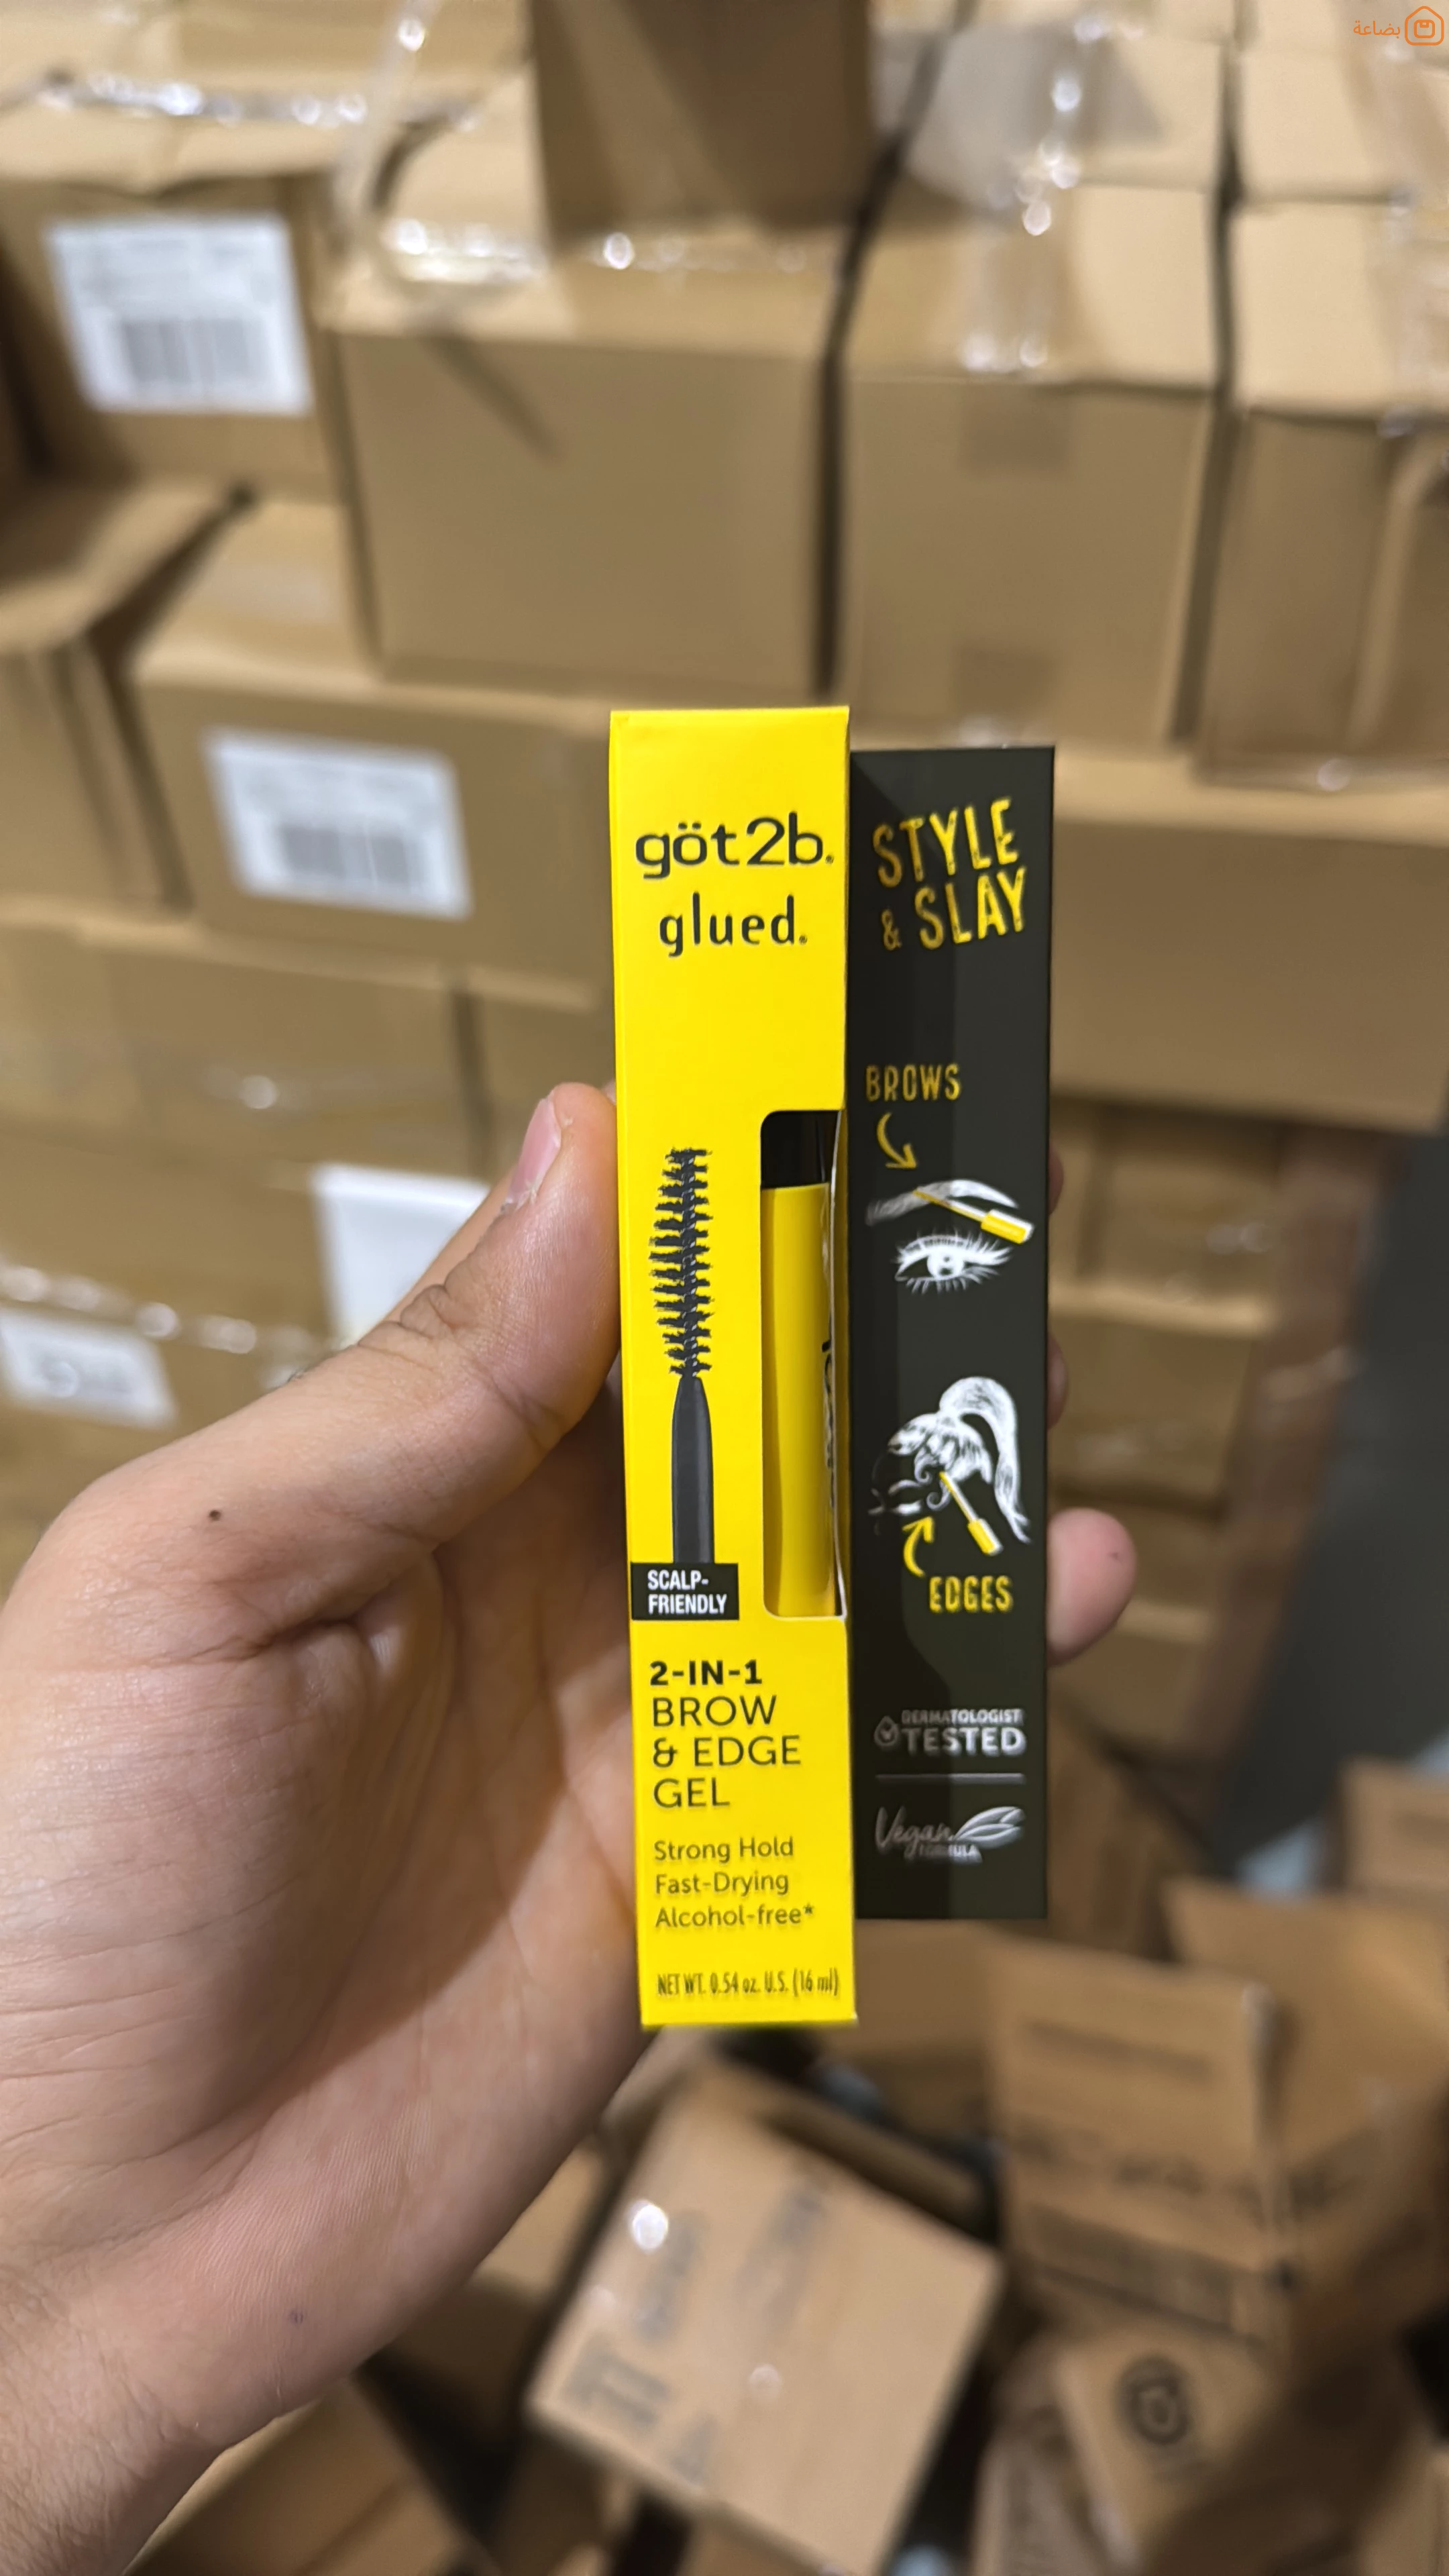 بضاعة
göt2b.
glued.
SCALP-
FRIENDLY
2-IN-1
BROW
& EDGE
GEL
Strong Hold
Fast-Drying
Alcohol-free*
NET WT. 0.54 oz. U.S. (16 ml)
STYLE
& SLAY
BROWS
EDGES
DERMATOLOGIST
TESTED
Vegan
FORMULA